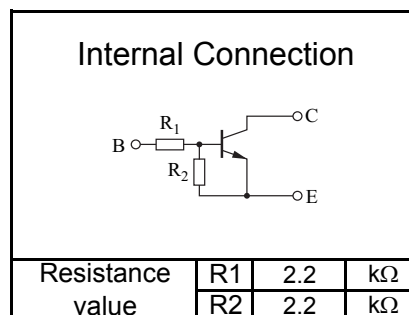 Internal Connection
C
R1
B
R2
E
Resistance value R1 2.2 kΩ
R2 2.2 kΩ